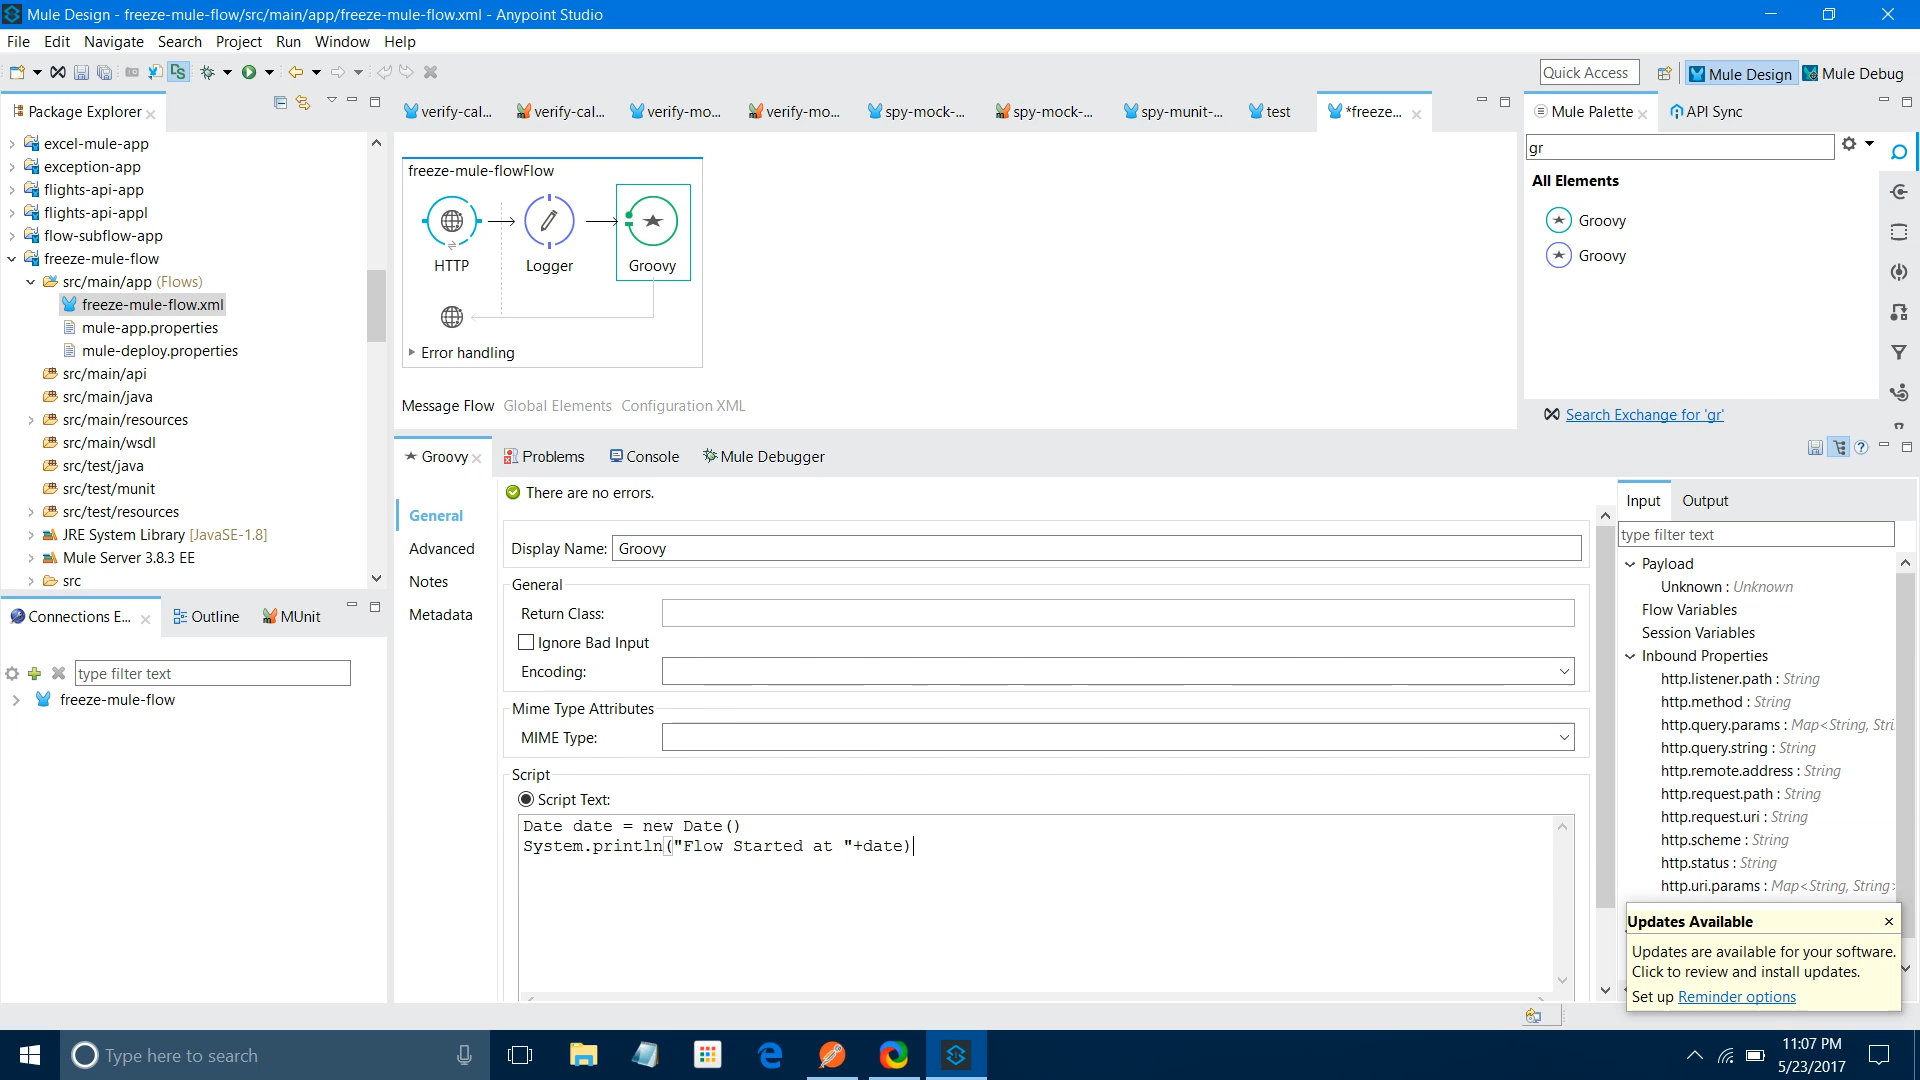 Mule Design - freeze-mule-flow/src/main/app/freeze-mule-flow.xml - Anypoint Studio
File Edit Navigate Search Project Run Window Help
Quick Access
Mule Design
Mule Debug
Package Explorer
excel-mule-app
exception-app
flights-api-app
flights-api-appl
flow-subflow-app
freeze-mule-flow
src/main/app (Flows)
freeze-mule-flow.xml
mule-app.properties
mule-deploy.properties
src/main/api
src/main/java
src/main/resources
src/main/wsdl
src/test/java
src/test/munit
src/test/resources
JRE System Library [JavaSE-1.8]
Mule Server 3.8.3 EE
src
Connections E...
Outline
MUnit
type filter text
freeze-mule-flow
verify-cal...
verify-cal...
verify-mo...
verify-mo...
spy-mock-...
spy-mock-...
spy-munit-...
test
*freeze...
freeze-mule-flowFlow
HTTP
Logger
Groovy
Error handling
Message Flow Global Elements Configuration XML
Mule Palette
API Sync
gr
All Elements
Groovy
Groovy
Search Exchange for 'gr'
Groovy
Problems
Console
Mule Debugger
There are no errors.
General
Advanced
Notes
Metadata
Display Name: Groovy
General
Return Class:
Ignore Bad Input
Encoding:
Mime Type Attributes
MIME Type:
Script
Script Text:
Date date = new Date()
System.println("Flow Started at "+date)
Input
Output
type filter text
Payload
Unknown : Unknown
Flow Variables
Session Variables
Inbound Properties
http.listener.path : String
http.method : String
http.query.params : Map<String, Stri
http.query.string : String
http.remote.address : String
http.request.path : String
http.request.uri : String
http.scheme : String
http.status : String
http.uri.params : Map<String, String>
Updates Available
Updates are available for your software.
Click to review and install updates.
Set up Reminder options
Type here to search
11:07 PM
5/23/2017